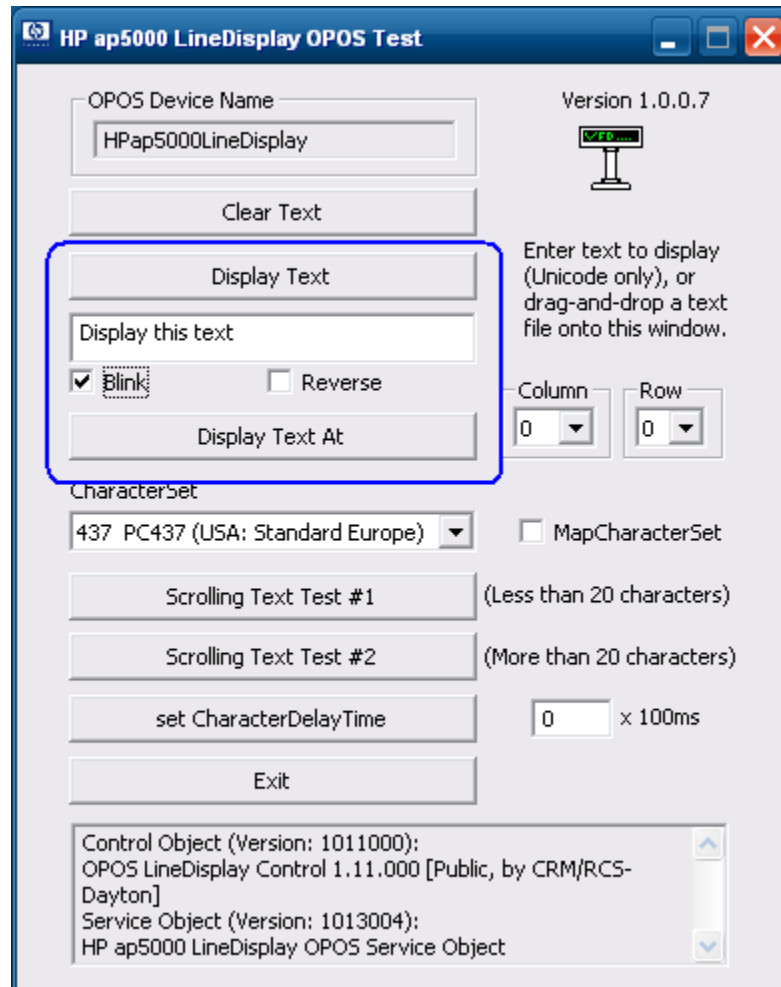 HP ap5000 LineDisplay OPOS Test
OPOS Device Name
HPap5000LineDisplay
Version 1.0.0.7
VFD....
Clear Text
Display Text
Enter text to display
(Unicode only), or
drag-and-drop a text
file onto this window.
Display this text
Blink
Reverse
Column
Row
0
0
Display Text At
CharacterSet
437 PC437 (USA: Standard Europe)
MapCharacterSet
Scrolling Text Test #1
(Less than 20 characters)
Scrolling Text Test #2
(More than 20 characters)
set CharacterDelayTime
0
x 100ms
Exit
Control Object (Version: 1011000):
OPOS LineDisplay Control 1.11.000 [Public, by CRM/RCS-
Dayton]
Service Object (Version: 1013004):
HP ap5000 LineDisplay OPOS Service Object